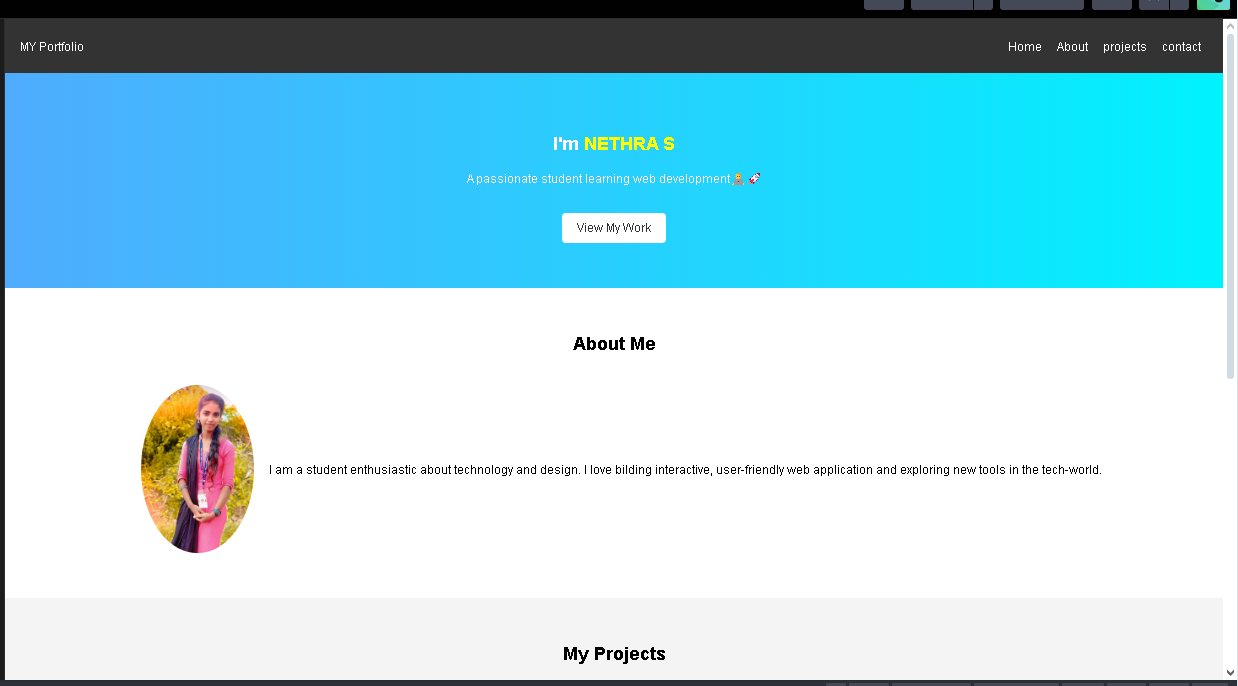 MY Portfolio
Home About projects contact
I'm NETHRA S
A passionate student learning web development
View My Work
About Me
I am a student enthusiastic about technology and design. I love bilding interactive, user-friendly web application and exploring new tools in the tech-world.
My Projects